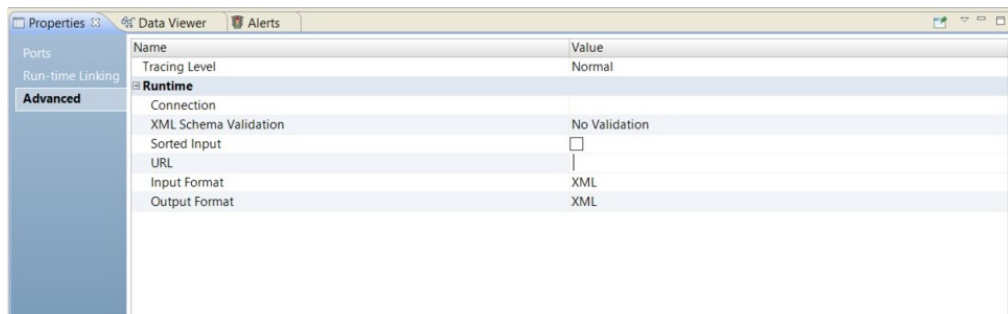 Properties Data Viewer Alerts
Ports
Run-time Linking
Advanced
Name Value
Tracing Level Normal
Runtime
Connection
XML Schema Validation No Validation
Sorted Input
URL
Input Format XML
Output Format XML